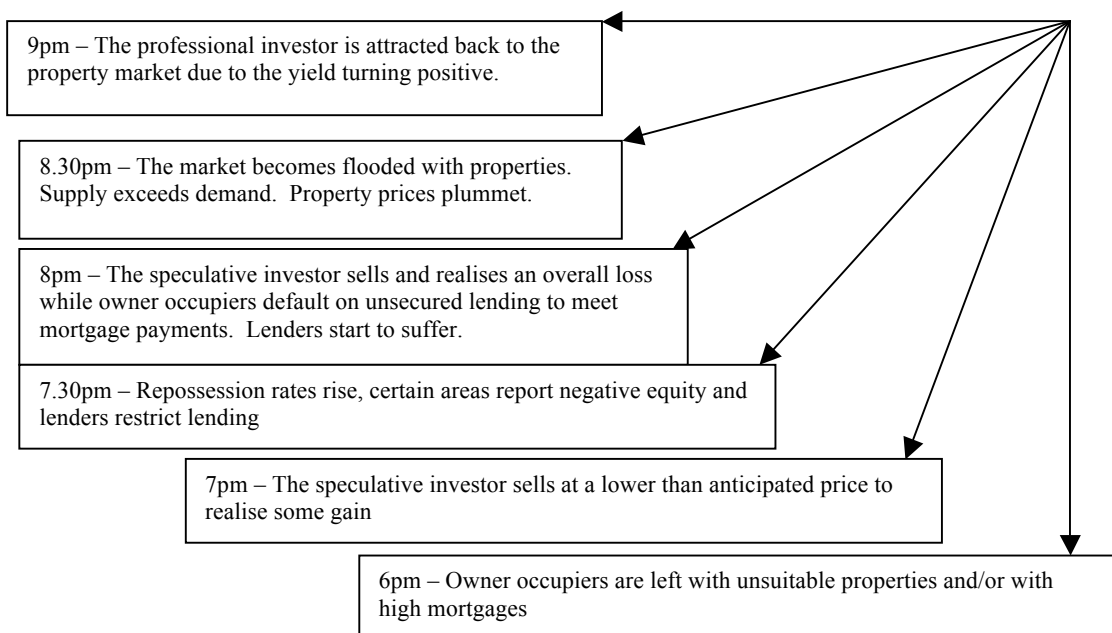 9pm – The professional investor is attracted back to the
property market due to the yield turning positive.
8.30pm – The market becomes flooded with properties.
Supply exceeds demand.  Property prices plummet.
8pm – The speculative investor sells and realises an overall loss
while owner occupiers default on unsecured lending to meet
mortgage payments.  Lenders start to suffer.
7.30pm – Repossession rates rise, certain areas report negative equity and
lenders restrict lending
7pm – The speculative investor sells at a lower than anticipated price to
realise some gain
6pm – Owner occupiers are left with unsuitable properties and/or with
high mortgages